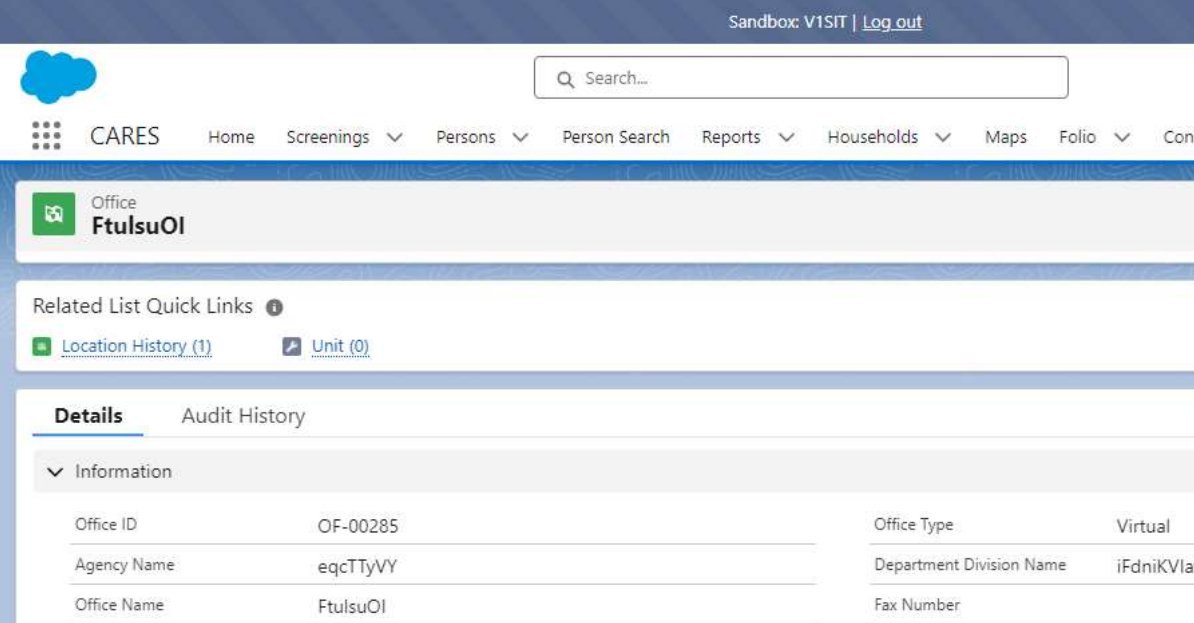 Sandbox: V1SIT | Log out
Search...
CARES Home Screenings Persons Person Search Reports Households Maps Folio Con
Office
FtulsuOI
Related List Quick Links
Location History (1) Unit (0)
Details Audit History
Information
Office ID OF-00285 Office Type Virtual
Agency Name eqcTTyVY Department Division Name iFdniKVIa
Office Name FtulsuOI Fax Number